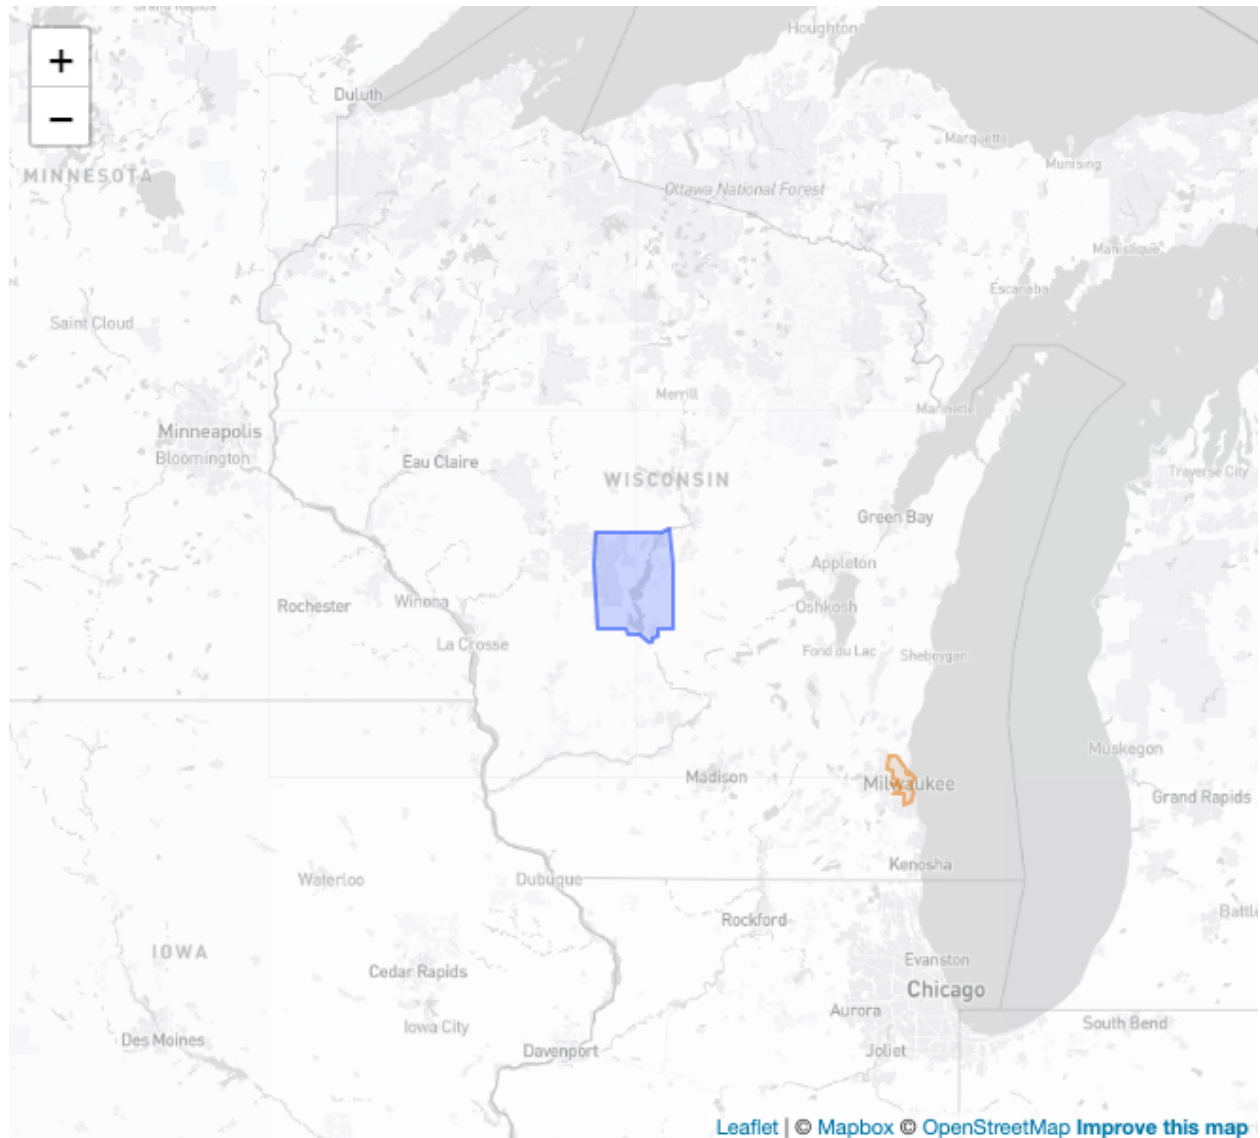 Grand Rapids
Houghton
+
Duluth
−
Marquette
Munising
MINNESOTA
Ottawa National Forest
Manistique
Escanaba
Saint Cloud
Merrill
Marinette
Minneapolis
Bloomington
Eau Claire
Traverse City
WISCONSIN
Green Bay
Appleton
Rochester
Winona
Oshkosh
La Crosse
Fond du Lac
Sheboygan
Muskegon
Madison
Milwaukee
Grand Rapids
Kenosha
Waterloo
Dubuque
Rockford
Battle
IOWA
Evanston
Cedar Rapids
Chicago
Aurora
Iowa City
South Bend
Des Moines
Davenport
Joliet
Leaflet | © Mapbox © OpenStreetMap Improve this map